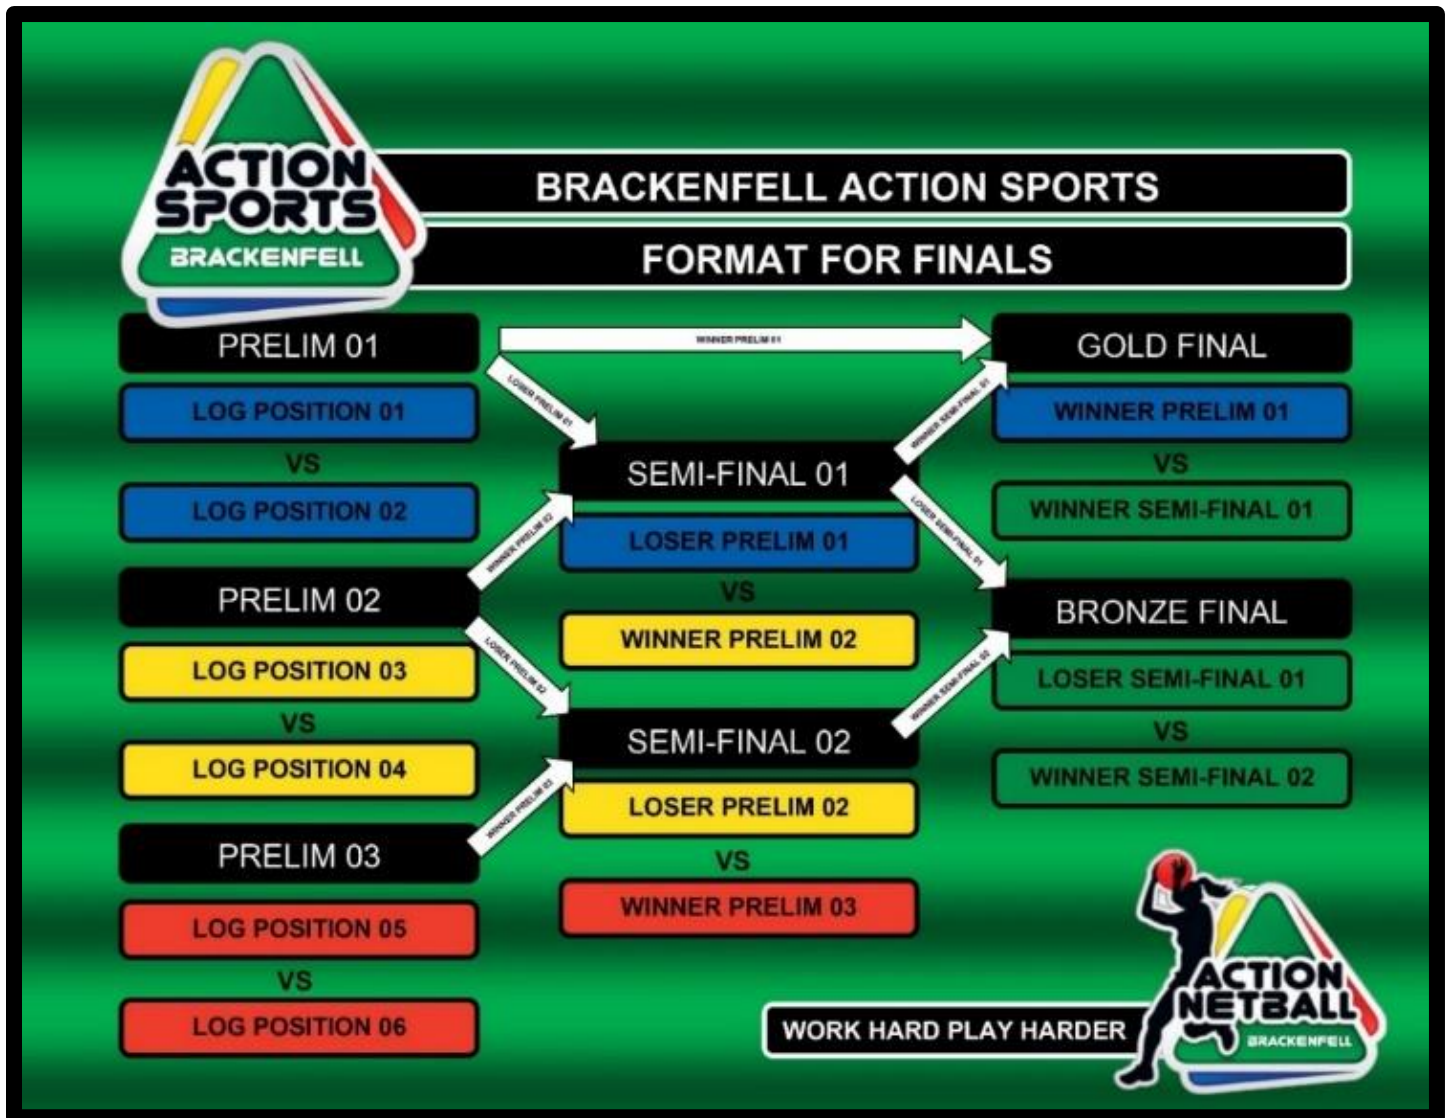 ACTION
SPORTS
BRACKENFELL
BRACKENFELL ACTION SPORTS
FORMAT FOR FINALS
PRELIM 01
LOG POSITION 01
VS
LOG POSITION 02
PRELIM 02
LOG POSITION 03
VS
LOG POSITION 04
PRELIM 03
LOG POSITION 05
VS
LOG POSITION 06
WINNER PRELIM 01
LOSER PRELIM 01
WINNER PRELIM 02
LOSER PRELIM 02
WINNER PRELIM 03
SEMI-FINAL 01
LOSER PRELIM 01
VS
WINNER PRELIM 02
SEMI-FINAL 02
LOSER PRELIM 02
VS
WINNER PRELIM 03
WINNER SEMI-FINAL 01
LOSER SEMI-FINAL 01
WINNER SEMI-FINAL 02
GOLD FINAL
WINNER PRELIM 01
VS
WINNER SEMI-FINAL 01
BRONZE FINAL
LOSER SEMI-FINAL 01
VS
WINNER SEMI-FINAL 02
WORK HARD PLAY HARDER
ACTION
NETBALL
BRACKENFELL